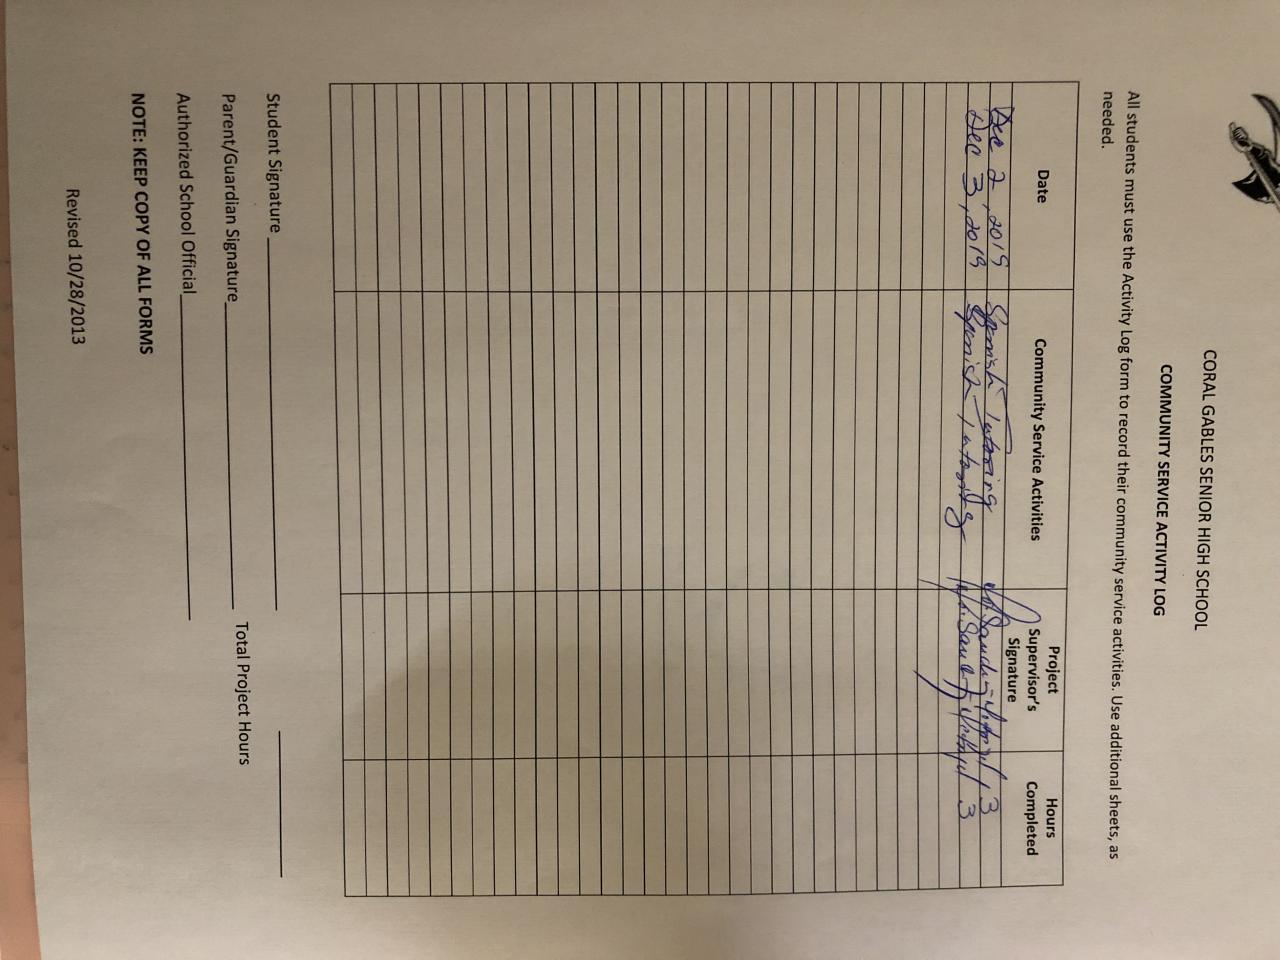 CORAL GABLES SENIOR HIGH SCHOOL
COMMUNITY SERVICE ACTIVITY LOG
All students must use the Activity Log form to record their community service activities. Use additional sheets, as
needed.
Date Community Service Activities Project Supervisor's Signature Hours Completed
Dec 2, 2019 Spanish Tutoring 3
Dec 3, 2019 Spanish Tutoring 3
Student Signature
Parent/Guardian Signature Total Project Hours
Authorized School Official
NOTE: KEEP COPY OF ALL FORMS
Revised 10/28/2013